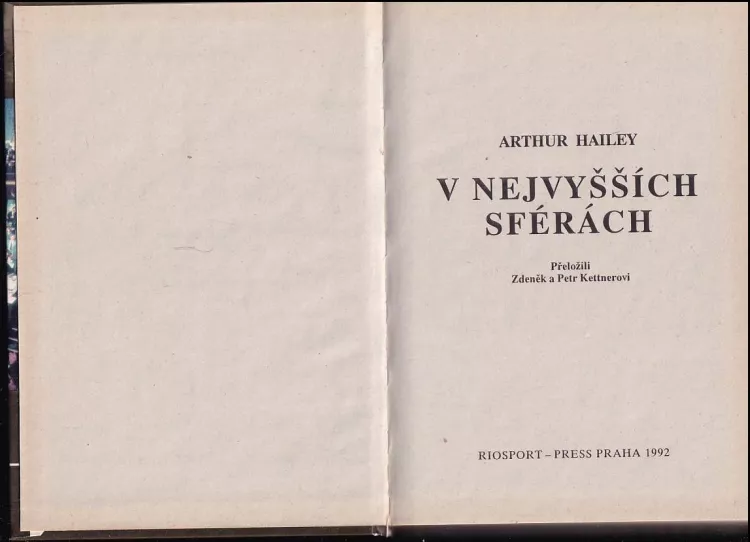 ARTHUR HAILEY
V NEJVYŠŠÍCH
SFÉRÁCH
Přeložili
Zdeněk a Petr Kettnerovi
RIOSPORT – PRESS PRAHA 1992